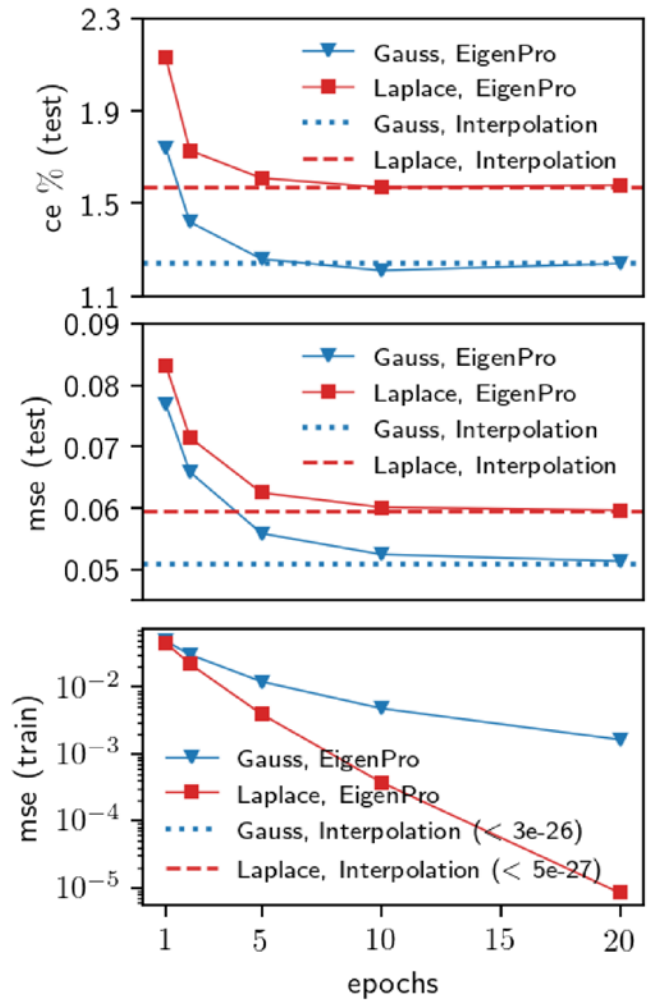 2.3
1.9
1.5
1.1
ce % (test)
Gauss, EigenPro
Laplace, EigenPro
Gauss, Interpolation
Laplace, Interpolation
0.09
0.08
0.07
0.06
0.05
mse (test)
Gauss, EigenPro
Laplace, EigenPro
Gauss, Interpolation
Laplace, Interpolation
10⁻²
10⁻³
10⁻⁴
10⁻⁵
mse (train)
Gauss, EigenPro
Laplace, EigenPro
Gauss, Interpolation (< 3e-26)
Laplace, Interpolation (< 5e-27)
1 5 10 15 20
epochs